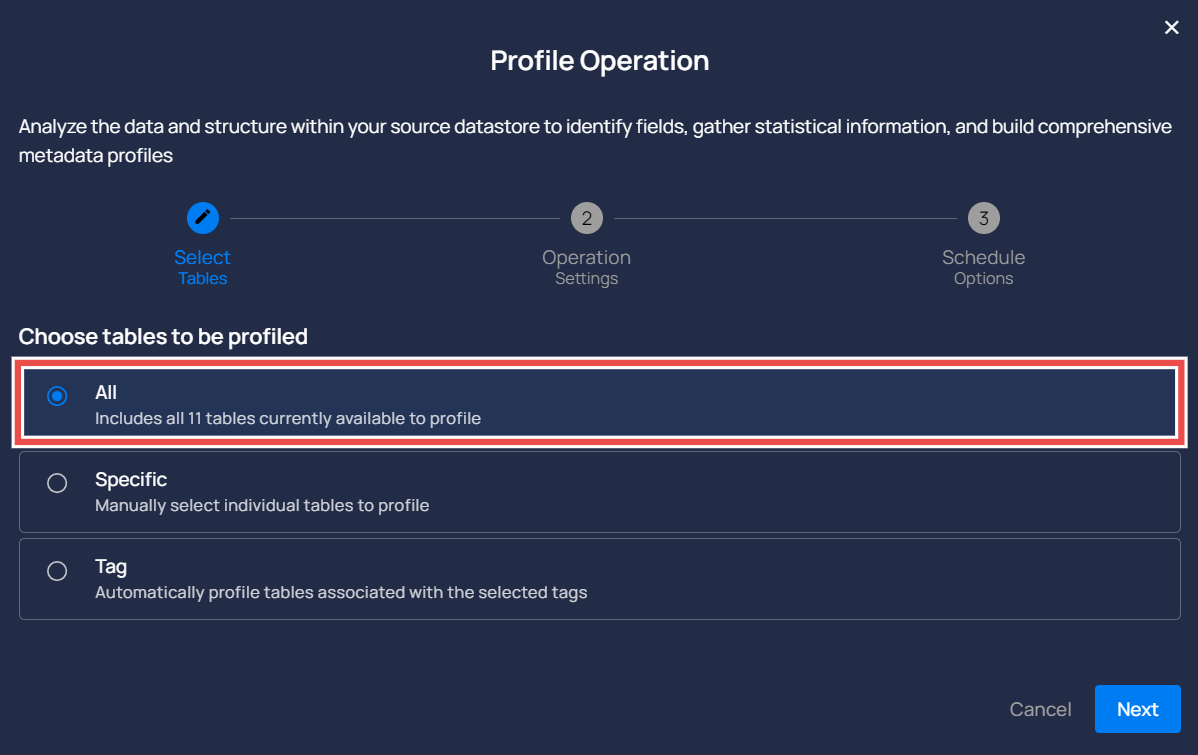 Profile Operation
Analyze the data and structure within your source datastore to identify fields, gather statistical information, and build comprehensive
metadata profiles
2
3
Select
Tables
Operation
Settings
Schedule
Options
Choose tables to be profiled
All
Includes all 11 tables currently available to profile
Specific
Manually select individual tables to profile
Tag
Automatically profile tables associated with the selected tags
Cancel
Next